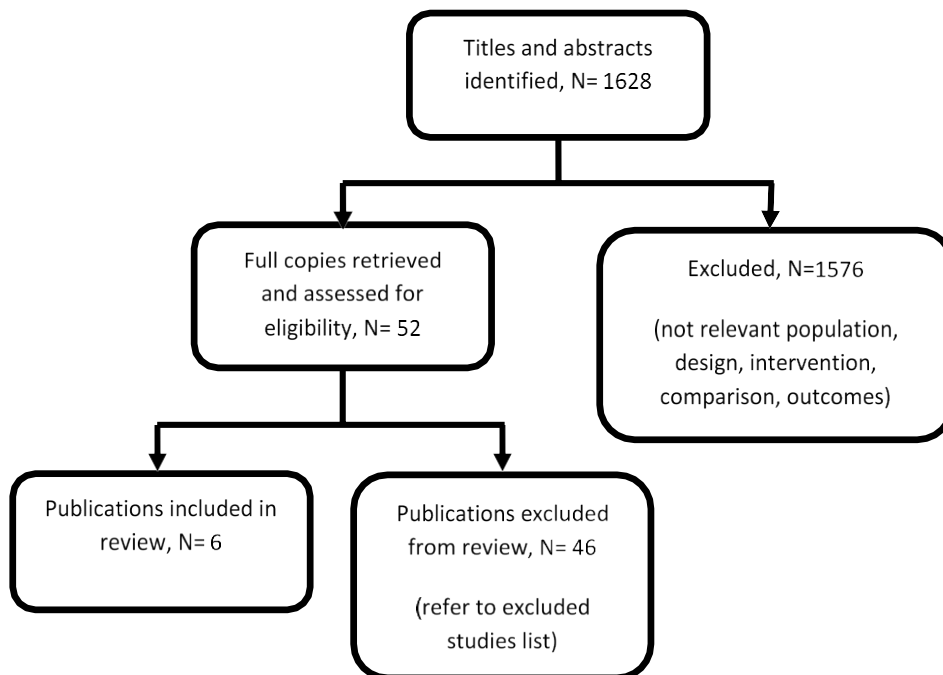 Titles and abstracts
identified, N= 1628
Full copies retrieved
and assessed for
eligibility, N= 52
Excluded, N=1576
(not relevant population,
design, intervention,
comparison, outcomes)
Publications included in
review, N= 6
Publications excluded
from review, N= 46
(refer to excluded
studies list)